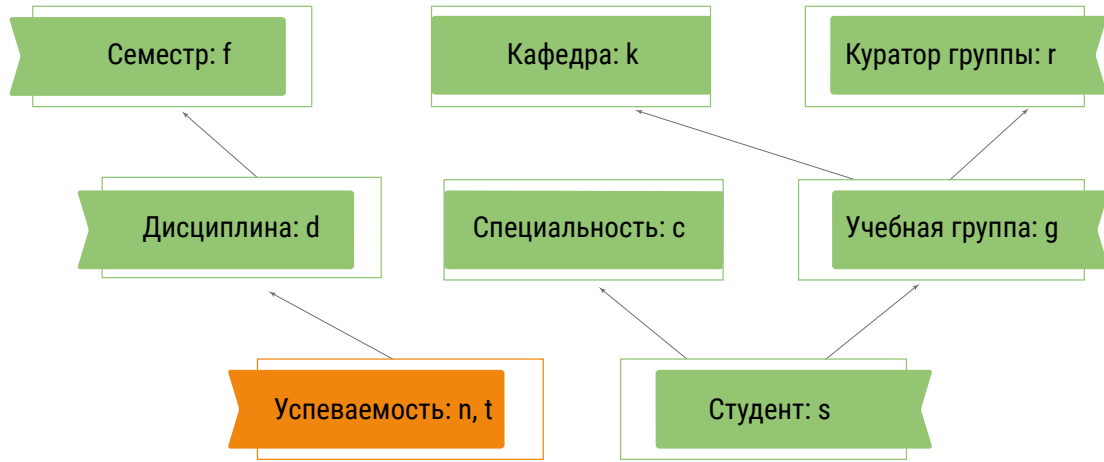 Семестр: f
Кафедра: k
Куратор группы: r
Дисциплина: d
Специальность: c
Учебная группа: g
Успеваемость: n, t
Студент: s